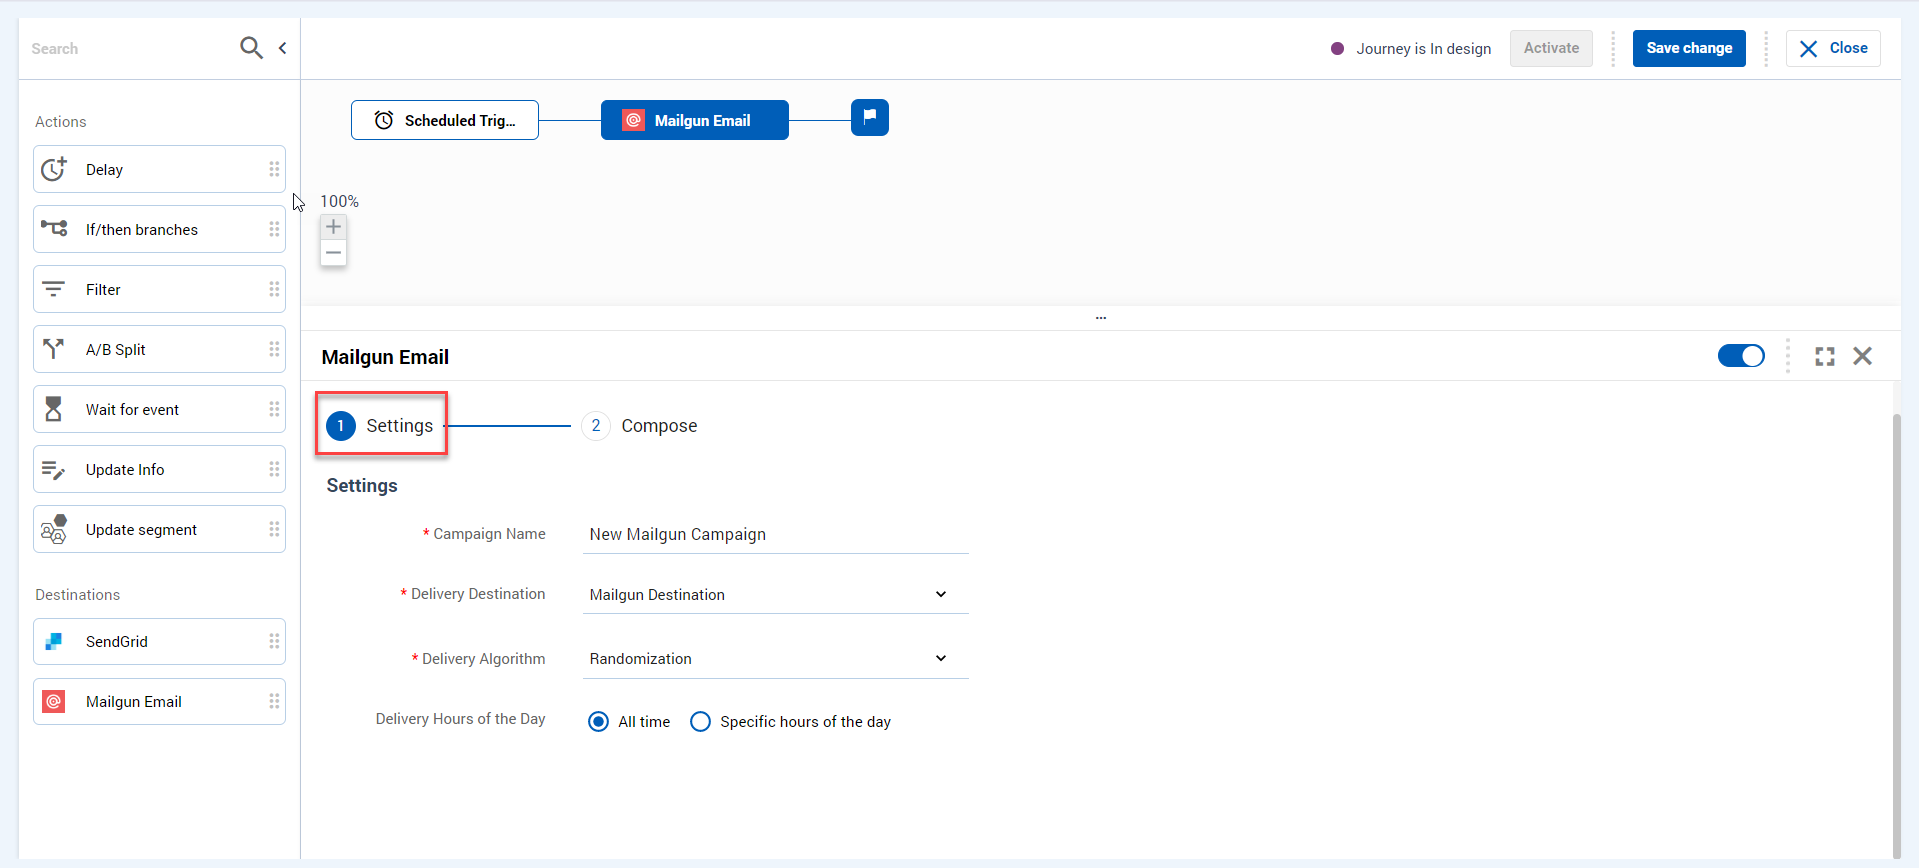 Search
Journey is In design
Activate
Save change
Close
Actions
Delay
If/then branches
Filter
A/B Split
Wait for event
Update Info
Update segment
Destinations
SendGrid
Mailgun Email
Scheduled Trig...
Mailgun Email
100%
Mailgun Email
1 Settings
2 Compose
Settings
* Campaign Name New Mailgun Campaign
* Delivery Destination Mailgun Destination
* Delivery Algorithm Randomization
Delivery Hours of the Day All time Specific hours of the day